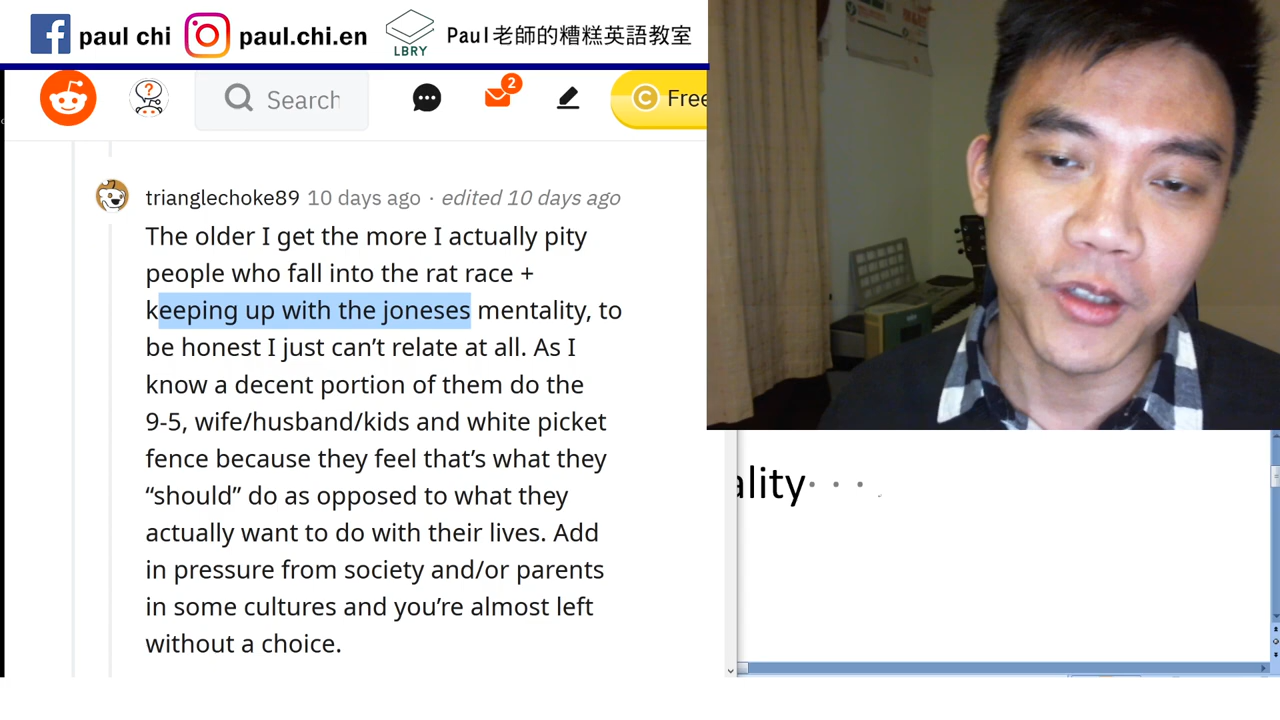 paul chi paul.chi.en LBRY Paul老師的糟糕英語教室
Search 2 Free
trianglechoke89 10 days ago · edited 10 days ago
The older I get the more I actually pity
people who fall into the rat race +
keeping up with the joneses mentality, to
be honest I just can’t relate at all. As I
know a decent portion of them do the
9-5, wife/husband/kids and white picket
fence because they feel that’s what they
“should” do as opposed to what they
actually want to do with their lives. Add
in pressure from society and/or parents
in some cultures and you’re almost left
without a choice.
ality